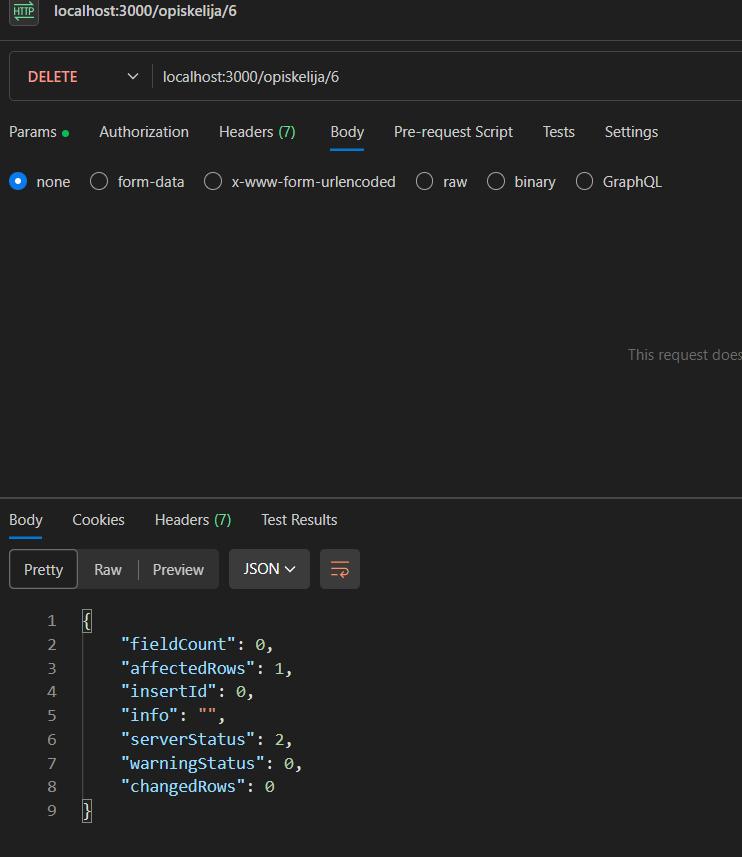 HTTP localhost:3000/opiskelija/6
DELETE localhost:3000/opiskelija/6
Params Authorization Headers (7) Body Pre-request Script Tests Settings
none form-data x-www-form-urlencoded raw binary GraphQL
This request does
Body Cookies Headers (7) Test Results
Pretty Raw Preview JSON
1 {
2 "fieldCount": 0,
3 "affectedRows": 1,
4 "insertId": 0,
5 "info": "",
6 "serverStatus": 2,
7 "warningStatus": 0,
8 "changedRows": 0
9 }